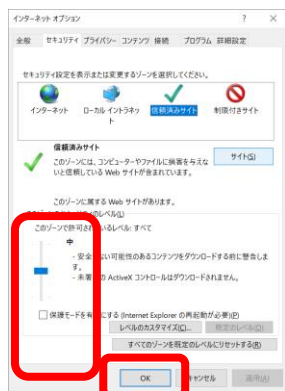 インターネット オプション ? ×
全般 セキュリティ プライバシー コンテンツ 接続 プログラム 詳細設定
セキュリティ設定を表示または変更するゾーンを選択してください。
インターネット ローカル イントラネット 信頼済みサイト 制限付きサイト
信頼済みサイト
このゾーンには、コンピューターやファイルに損害を与えな
いと信頼している Web サイトが含まれています。
サイト(S)
このゾーンに属する Web サイトがあります。
のレベル(L)
このゾーンで許可されているレベル: すべて
中
- 安全 ない可能性のあるコンテンツをダウンロードする前に警告しま
す。
- 未署 の ActiveX コントロールはダウンロードされません。
保護モードを有効にする (Internet Explorer の再起動が必要)(P)
レベルのカスタマイズ(C)... 既定のレベル(D)
すべてのゾーンを既定のレベルにリセットする(R)
OK キャンセル 適用(A)